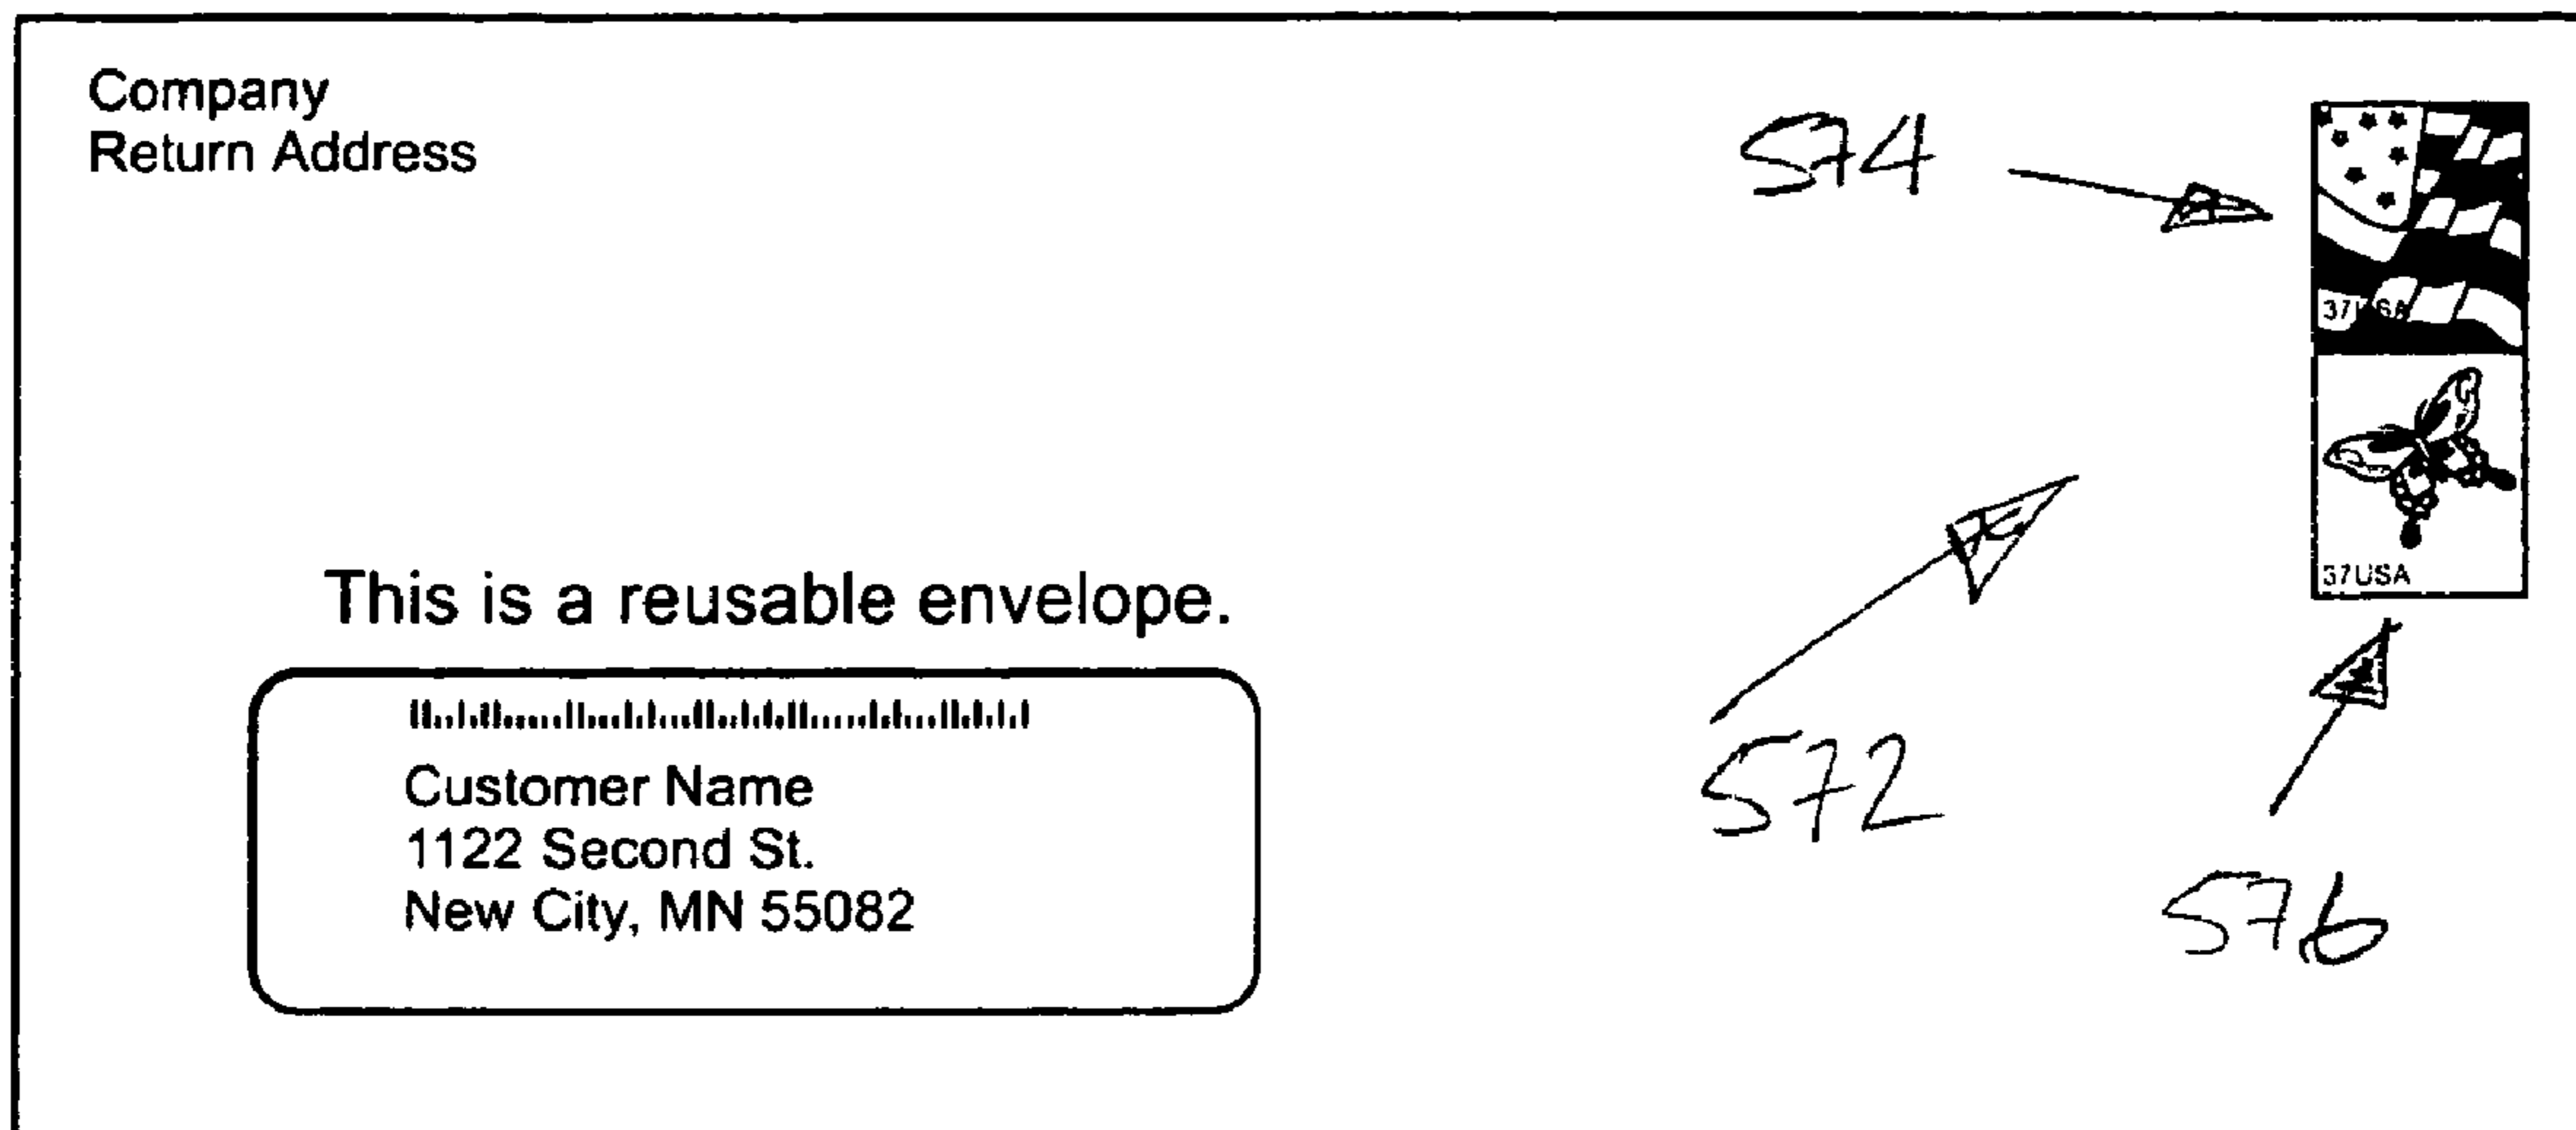 Company
Return Address
574
37USA
37USA
This is a reusable envelope.
572
Customer Name
1122 Second St.
New City, MN 55082
576